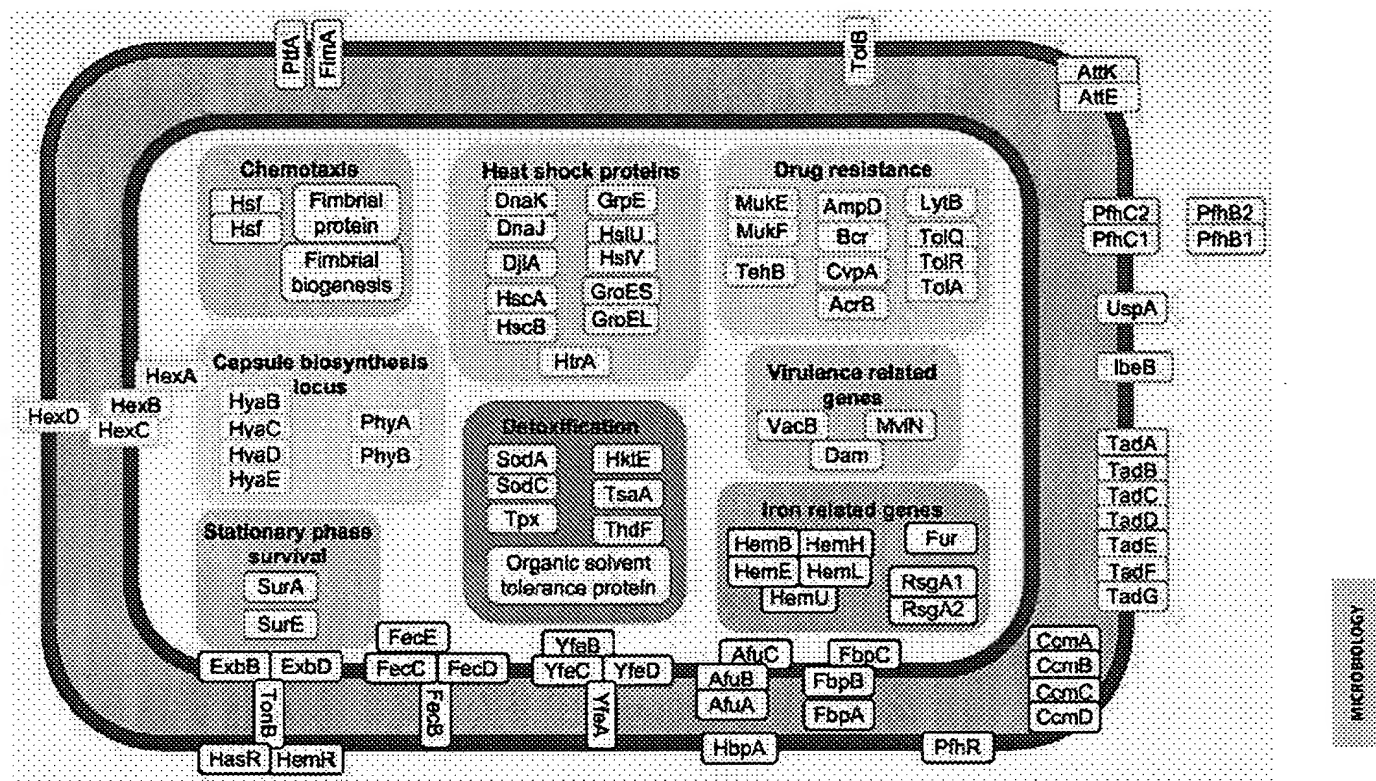 PtfA
FimA
TolB
AttK
AttE
Chemotaxis
Hsf
Hsf
Fimbrial
protein
Fimbrial
biogenesis
Heat shock proteins
DnaK
DnaJ
DjlA
HscA
HscB
GrpE
HslU
HslV
GroES
GroEL
HtrA
Drug resistance
MukE
MukF
TehB
AmpD
Bcr
CvpA
AcrB
LytB
TolQ
TolR
TolA
PfhC2
PfhC1
PfhB2
PfhB1
UspA
IbeB
HexA
HexB
HexC
HexD
Capsule biosynthesis
locus
HyaB
HyaC
HyaD
HyaE
PhyA
PhyB
Detoxification
SodA
SodC
Tpx
HktE
TsaA
ThdF
Organic solvent
tolerance protein
Virulance related
genes
VacB
MviN
Dam
TadA
TadB
TadC
TadD
TadE
TadF
TadG
Stationary phase
survival
SurA
SurE
Iron related genes
HemB
HemH
HemE
HemL
HemU
Fur
RsgA1
RsgA2
ExbB
ExbD
TonB
HasR
HemR
FecE
FecC
FecD
FecB
YfeB
YfeC
YfeD
YfeA
AfuC
AfuB
AfuA
FbpC
FbpB
FbpA
HbpA
PfhR
CcmA
CcmB
CcmC
CcmD
MICROBIOLOGY